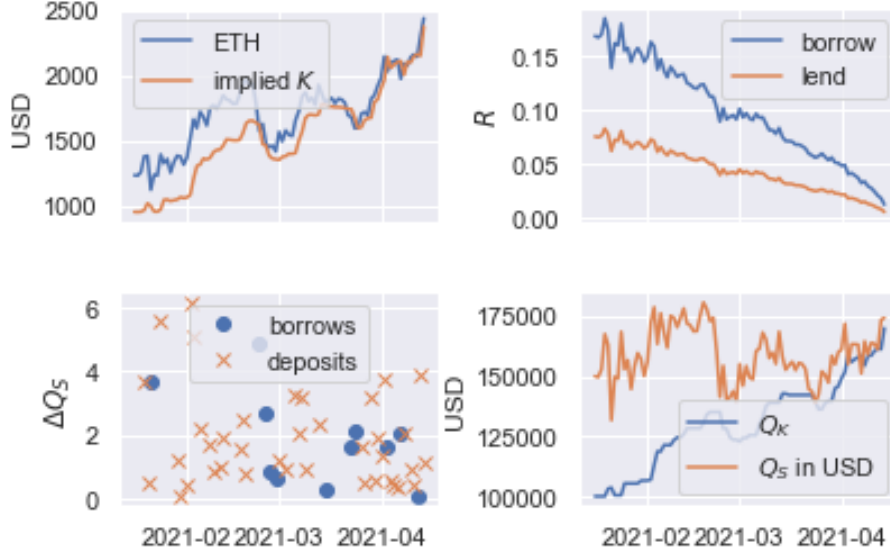 2500
2000
1500
1000
USD
ETH
implied K
0.15
0.10
0.05
0.00
R
borrow
lend
6
4
2
0
ΔQS
borrows
deposits
2021-02 2021-03 2021-04
175000
150000
125000
100000
USD
QK
QS in USD
2021-02 2021-03 2021-04